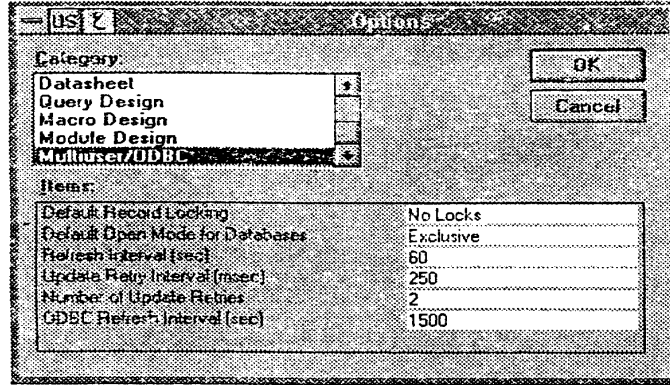 US
Options
Category:
OK
Datasheet
Query Design
Cancel
Macro Design
Module Design
Multiuser/ODBC
Items:
Default Record Locking No Locks
Default Open Mode for Databases Exclusive
Refresh Interval (sec) 60
Update Retry Interval (msec) 250
Number of Update Retries 2
ODBC Refresh Interval (sec) 1500